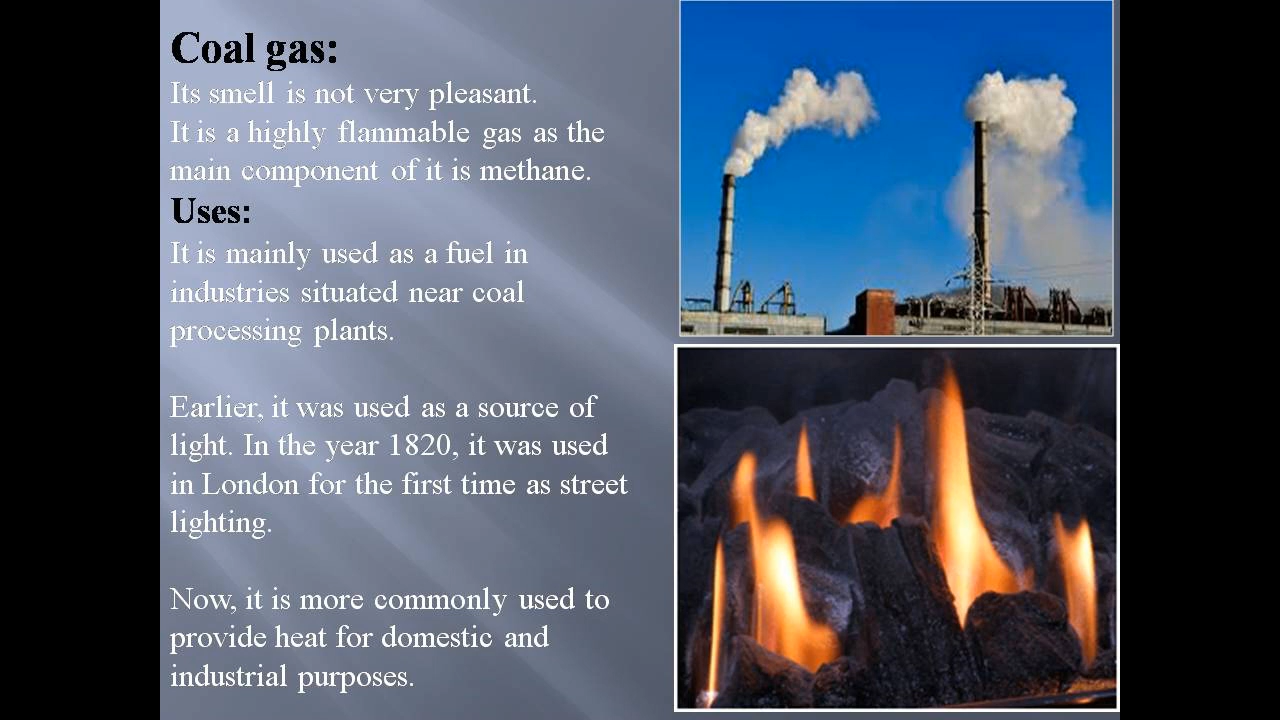 Coal gas:
Its smell is not very pleasant.
It is a highly flammable gas as the
main component of it is methane.
Uses:
It is mainly used as a fuel in
industries situated near coal
processing plants.
Earlier, it was used as a source of
light. In the year 1820, it was used
in London for the first time as street
lighting.
Now, it is more commonly used to
provide heat for domestic and
industrial purposes.